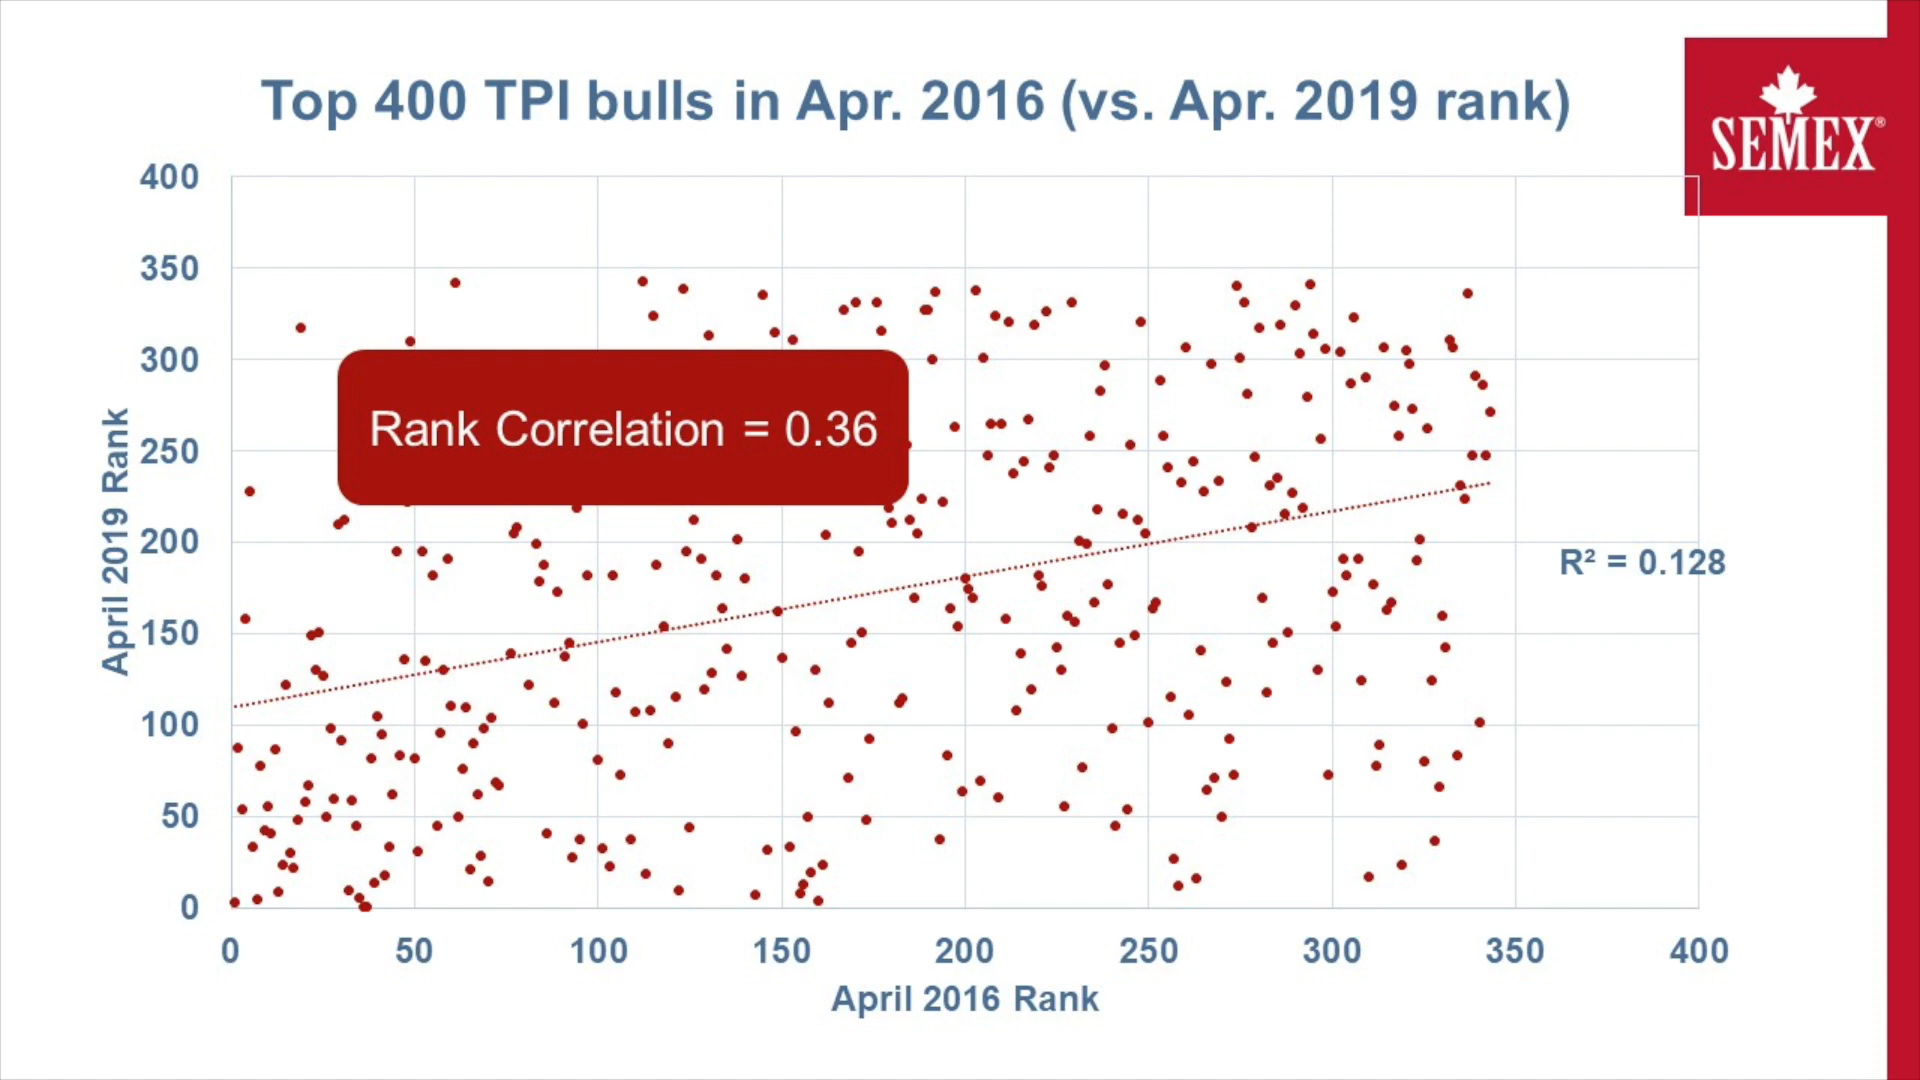 Top 400 TPI bulls in Apr. 2016 (vs. Apr. 2019 rank)
SEMEX®
400
350
300
250
200
150
100
50
0
April 2019 Rank
Rank Correlation = 0.36
R² = 0.128
0 50 100 150 200 250 300 350 400
April 2016 Rank